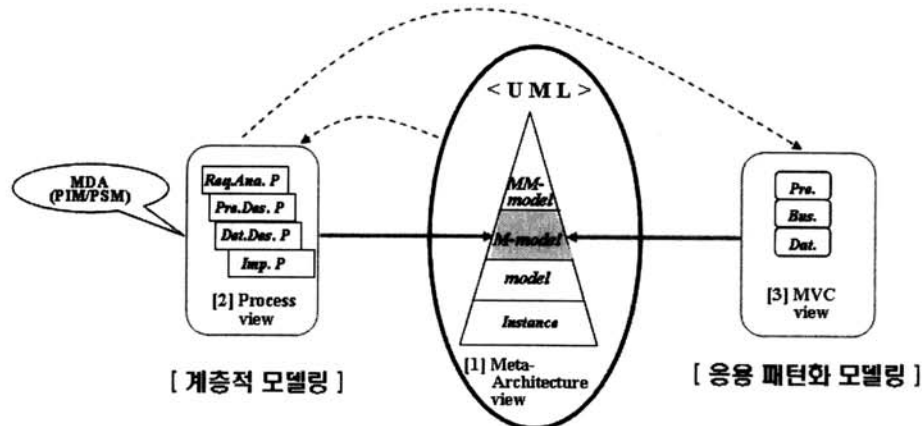 < U M L >
MDA
(PIM/PSM)
Req.Ana. P
Pre.Des. P
Dat.Des. P
Imp. P
[2] Process
view
[ 계층적 모델링 ]
MM-
model
M-model
model
Instance
[1] Meta-
Architecture
view
Pre.
Bus.
Dat.
[3] MVC
view
[ 응용 패턴화 모델링 ]